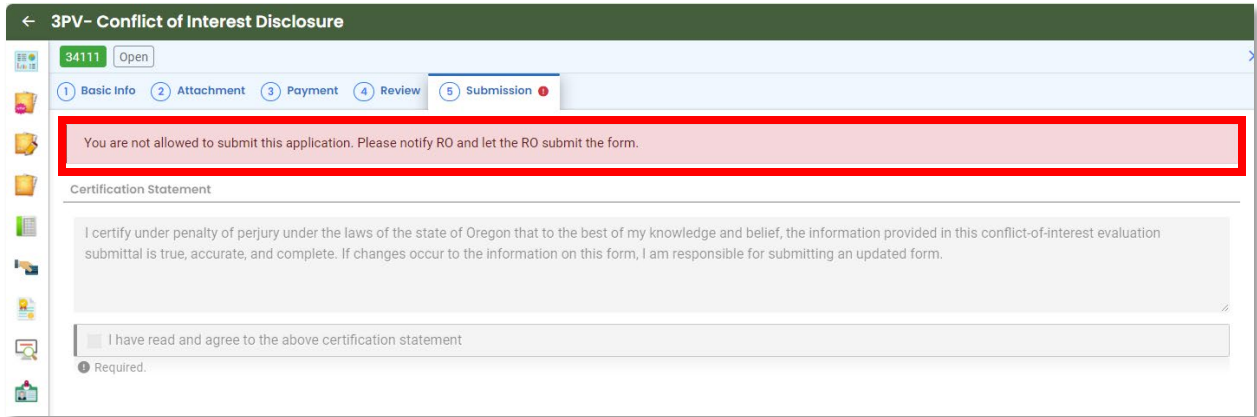 ← 3PV- Conflict of Interest Disclosure
34111 Open
1 Basic Info 2 Attachment 3 Payment 4 Review 5 Submission
You are not allowed to submit this application. Please notify RO and let the RO submit the form.
Certification Statement
I certify under penalty of perjury under the laws of the state of Oregon that to the best of my knowledge and belief, the information provided in this conflict-of-interest evaluation
submittal is true, accurate, and complete. If changes occur to the information on this form, I am responsible for submitting an updated form.
I have read and agree to the above certification statement
Required.